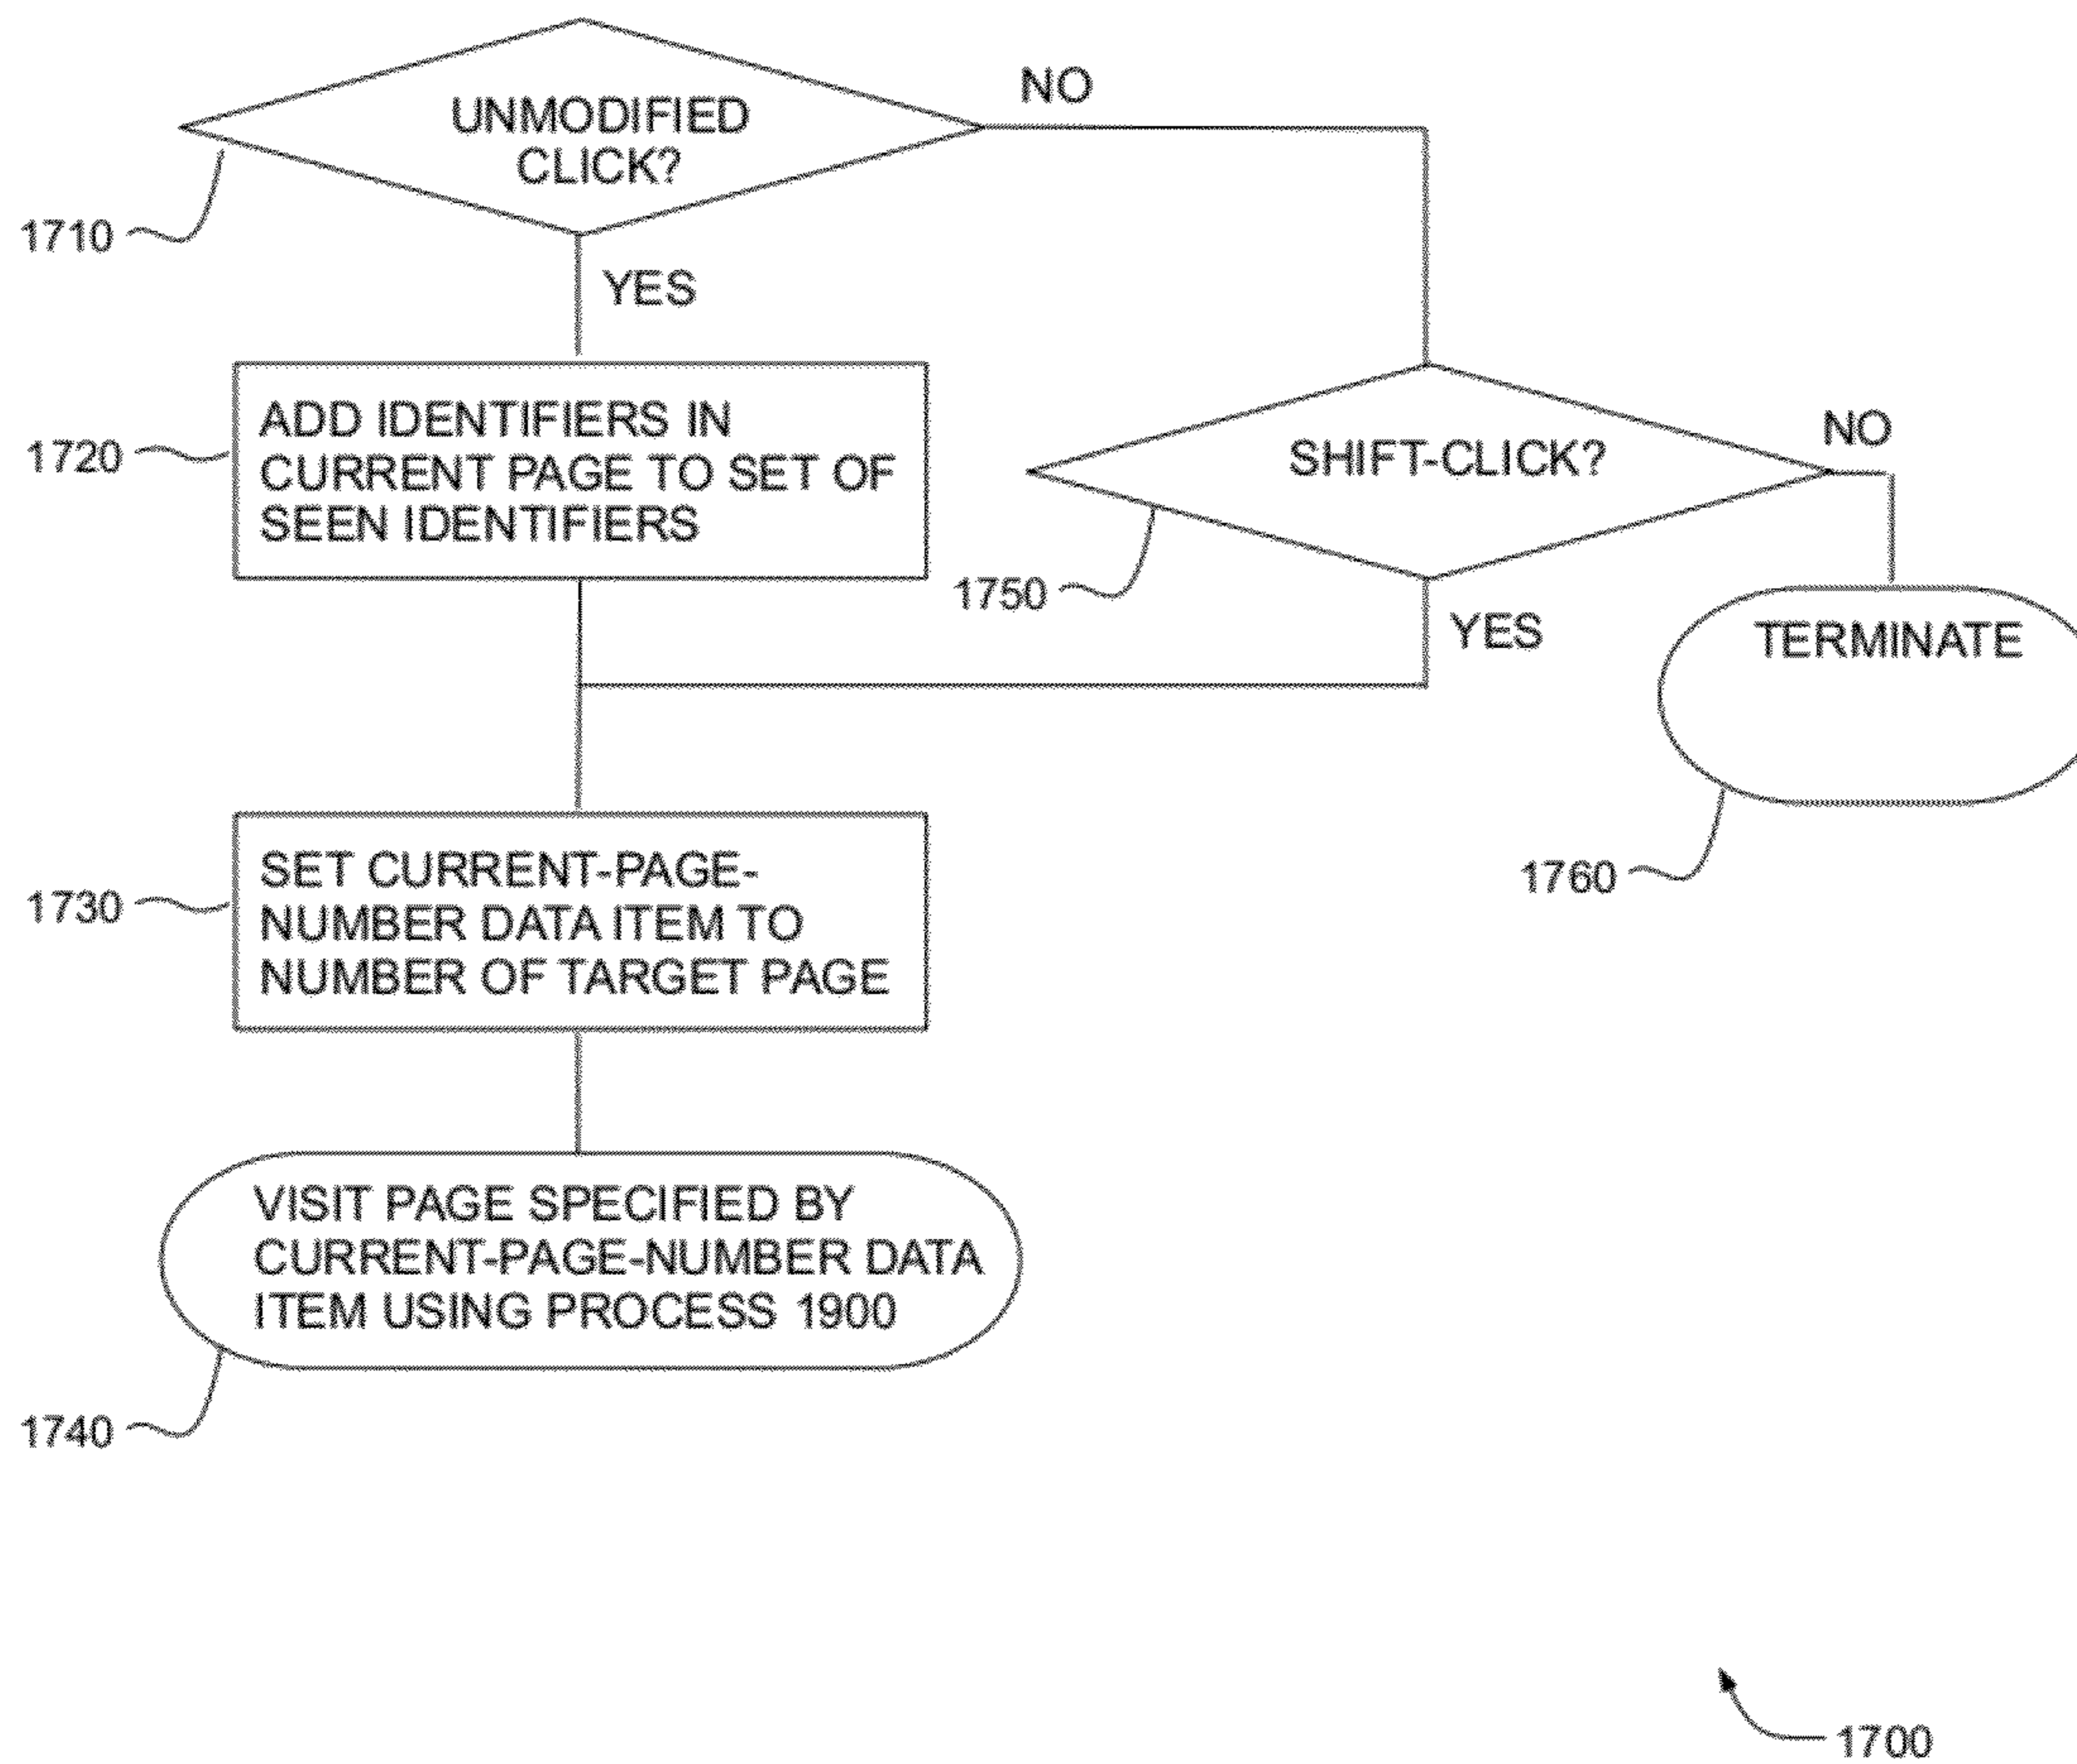 UNMODIFIED
CLICK?
NO
1710
YES
ADD IDENTIFIERS IN
CURRENT PAGE TO SET OF
SEEN IDENTIFIERS
1720
SHIFT-CLICK?
NO
1750
YES
TERMINATE
1760
SET CURRENT-PAGE-
NUMBER DATA ITEM TO
NUMBER OF TARGET PAGE
1730
VISIT PAGE SPECIFIED BY
CURRENT-PAGE-NUMBER DATA
ITEM USING PROCESS 1900
1740
1700